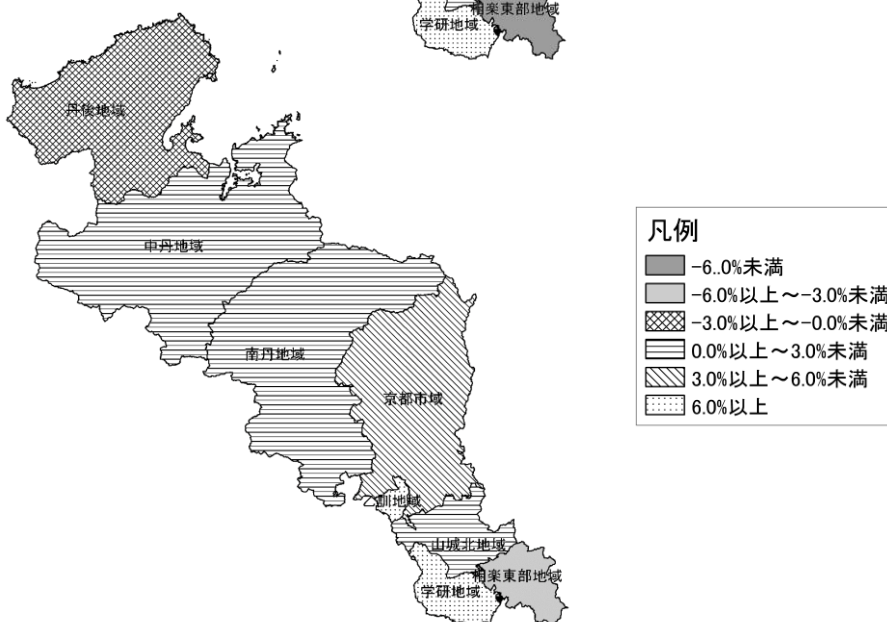 相楽東部地域
学研地域
丹後地域
中丹地域
南丹地域
京都市域
乙訓地域
山城北地域
相楽東部地域
学研地域
凡例
-6..0%未満
-6.0%以上～-3.0%未満
-3.0%以上～-0.0%未満
0.0%以上～3.0%未満
3.0%以上～6.0%未満
6.0%以上